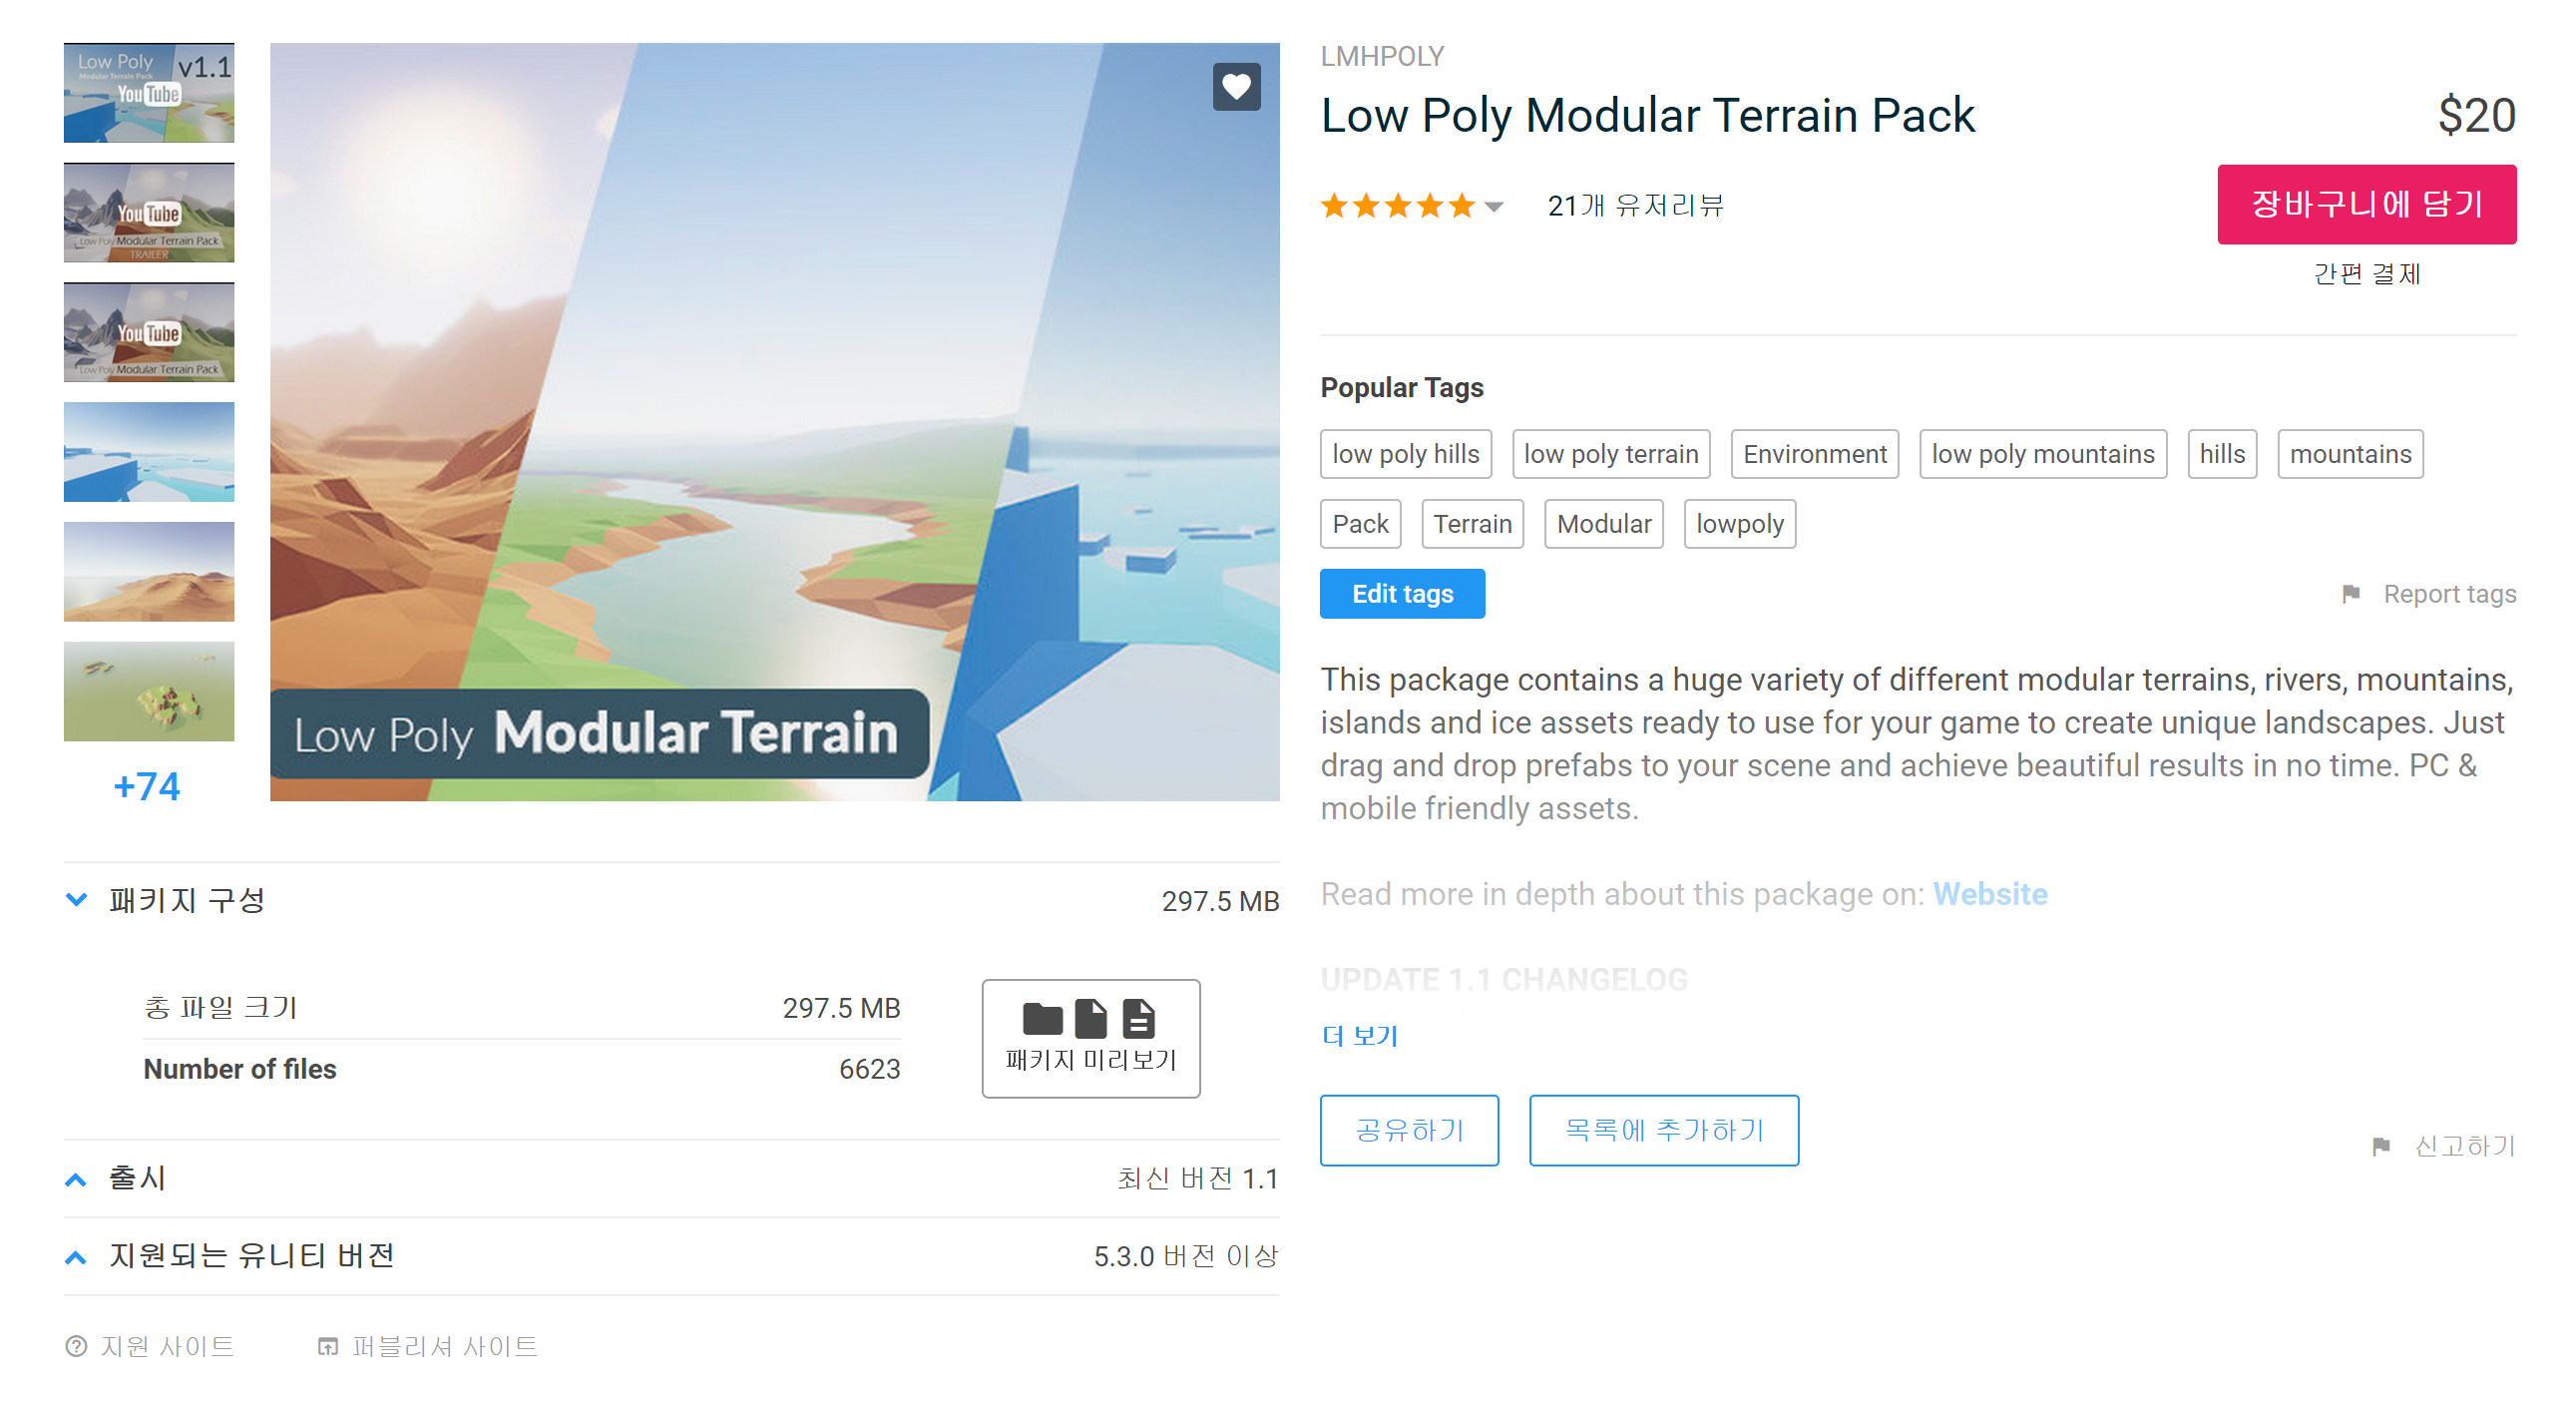 Low Poly
Modular Terrain Pack
v1.1
YouTube
YouTube
Low Poly Modular Terrain Pack
TRAILER
YouTube
Low Poly Modular Terrain Pack
+74
Low Poly Modular Terrain
LMHPOLY
Low Poly Modular Terrain Pack
$20
21개 유저리뷰
장바구니에 담기
간편 결제
Popular Tags
low poly hills low poly terrain Environment low poly mountains hills mountains
Pack Terrain Modular lowpoly
Edit tags
Report tags
This package contains a huge variety of different modular terrains, rivers, mountains,
islands and ice assets ready to use for your game to create unique landscapes. Just
drag and drop prefabs to your scene and achieve beautiful results in no time. PC &
mobile friendly assets.
Read more in depth about this package on: Website
UPDATE 1.1 CHANGELOG
더 보기
공유하기
목록에 추가하기
신고하기
패키지 구성 297.5 MB
총 파일 크기 297.5 MB
Number of files 6623
패키지 미리보기
출시 최신 버전 1.1
지원되는 유니티 버전 5.3.0 버전 이상
지원 사이트 퍼블리셔 사이트